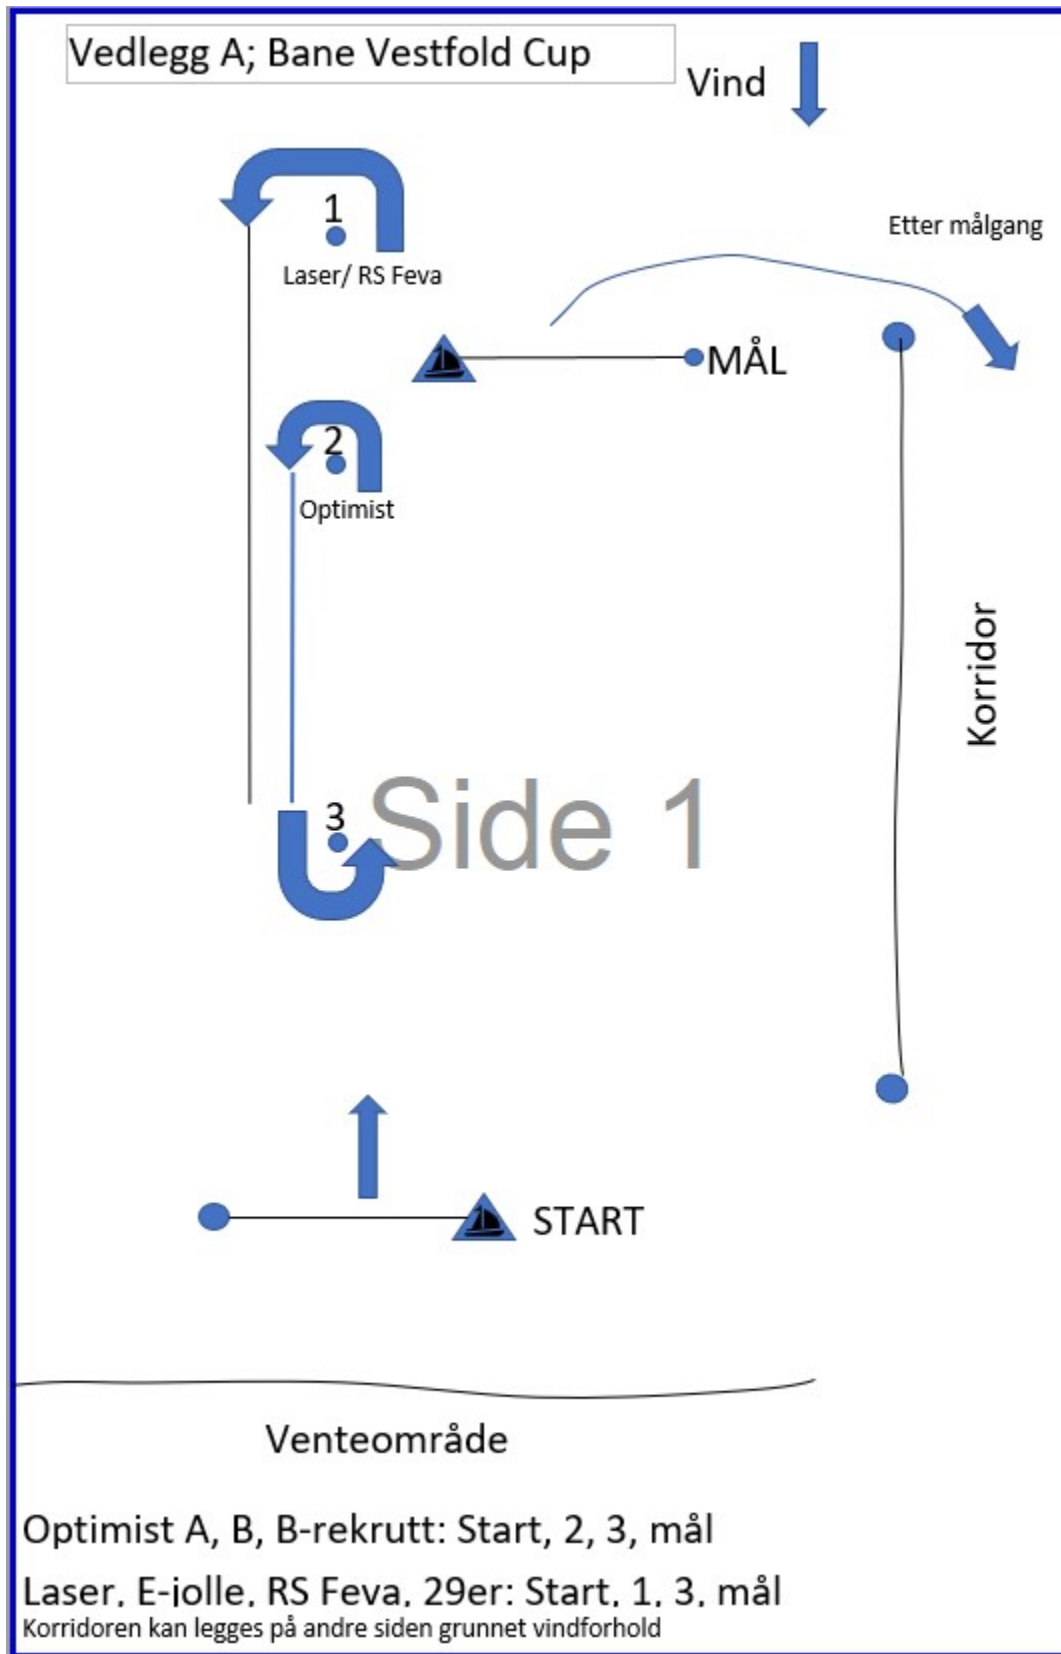 Vedlegg A; Bane Vestfold Cup
Vind
1
Etter målgang
Laser/ RS Feva
MÅL
2
Optimist
Korridor
3
Side 1
START
Venteområde
Optimist A, B, B-rekrutt: Start, 2, 3, mål
Laser, E-jolle, RS Feva, 29er: Start, 1, 3, mål
Korridoren kan legges på andre siden grunnet vindforhold